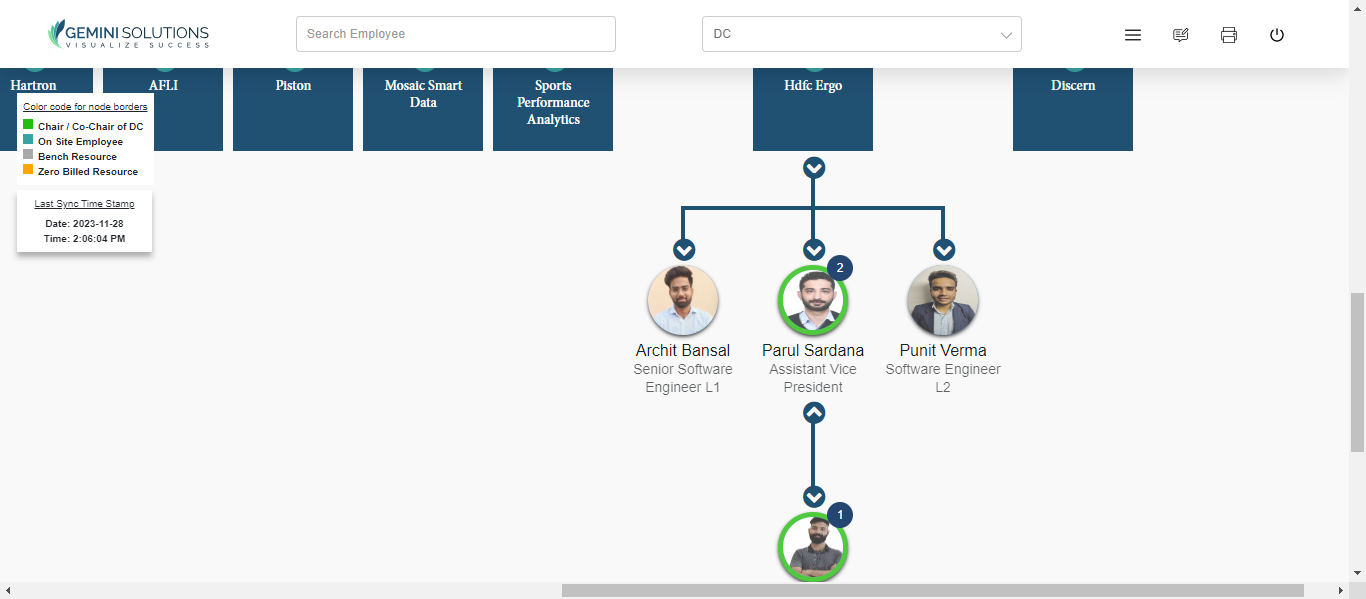 GEMINI SOLUTIONS
VISUALIZE SUCCESS
Search Employee
DC
Hartron
AFLI
Piston
Mosaic Smart
Data
Sports
Performance
Analytics
Hdfc Ergo
Discern
Color code for node borders
Chair / Co-Chair of DC
On Site Employee
Bench Resource
Zero Billed Resource
Last Sync Time Stamp
Date: 2023-11-28
Time: 2:06:04 PM
2
Archit Bansal
Senior Software
Engineer L1
Parul Sardana
Assistant Vice
President
Punit Verma
Software Engineer
L2
1